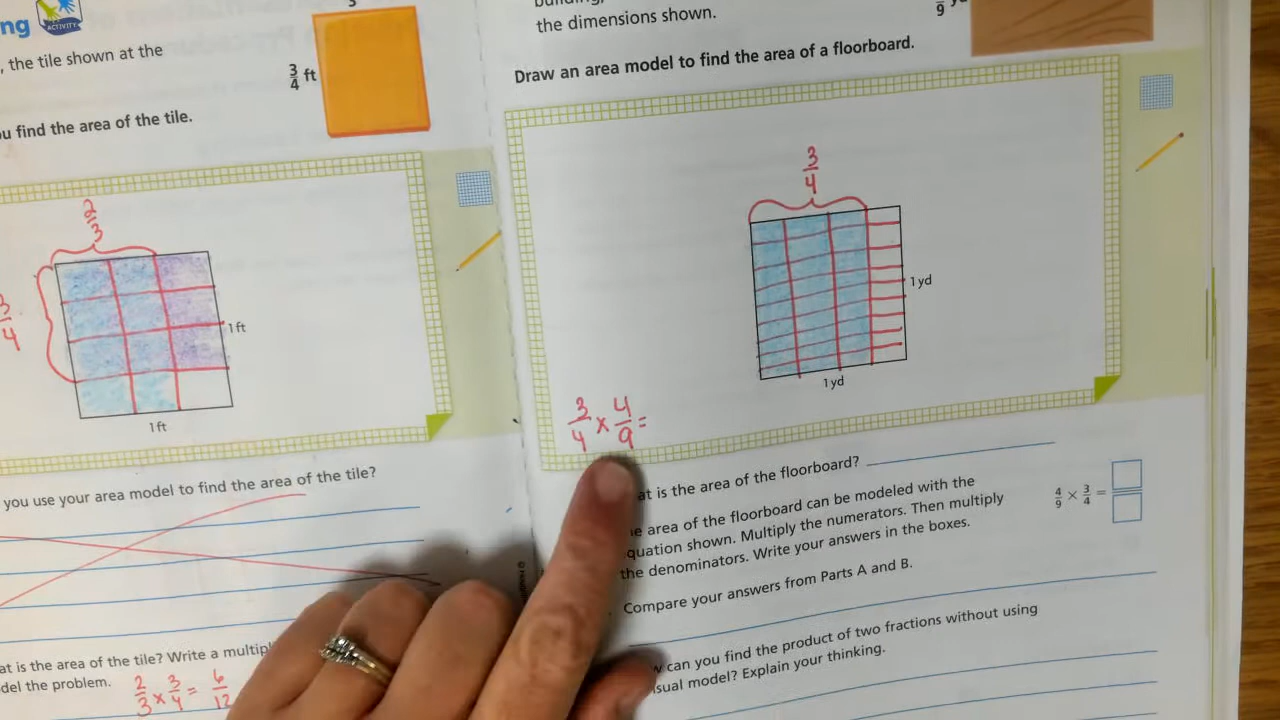 ng
ACTIVITY
, the tile shown at the
3/4 ft
u find the area of the tile.
2/3
3/4
1 ft
1 ft
you use your area model to find the area of the tile?
at is the area of the tile? Write a
del the problem.
2/3 × 3/4 = 6/12
the dimensions shown.
9
Draw an area model to find the area of a floorboard.
3/4
1 yd
1 yd
3/4 × 4/9 =
at is the area of the floorboard?
e area of the floorboard can be modeled with the
quation shown. Multiply the numerators. Then multiply
the denominators. Write your answers in the boxes.
4/9 × 3/4 =
Compare your answers from Parts A and B.
w can you find the product of two fractions without using
sual model? Explain your thinking.